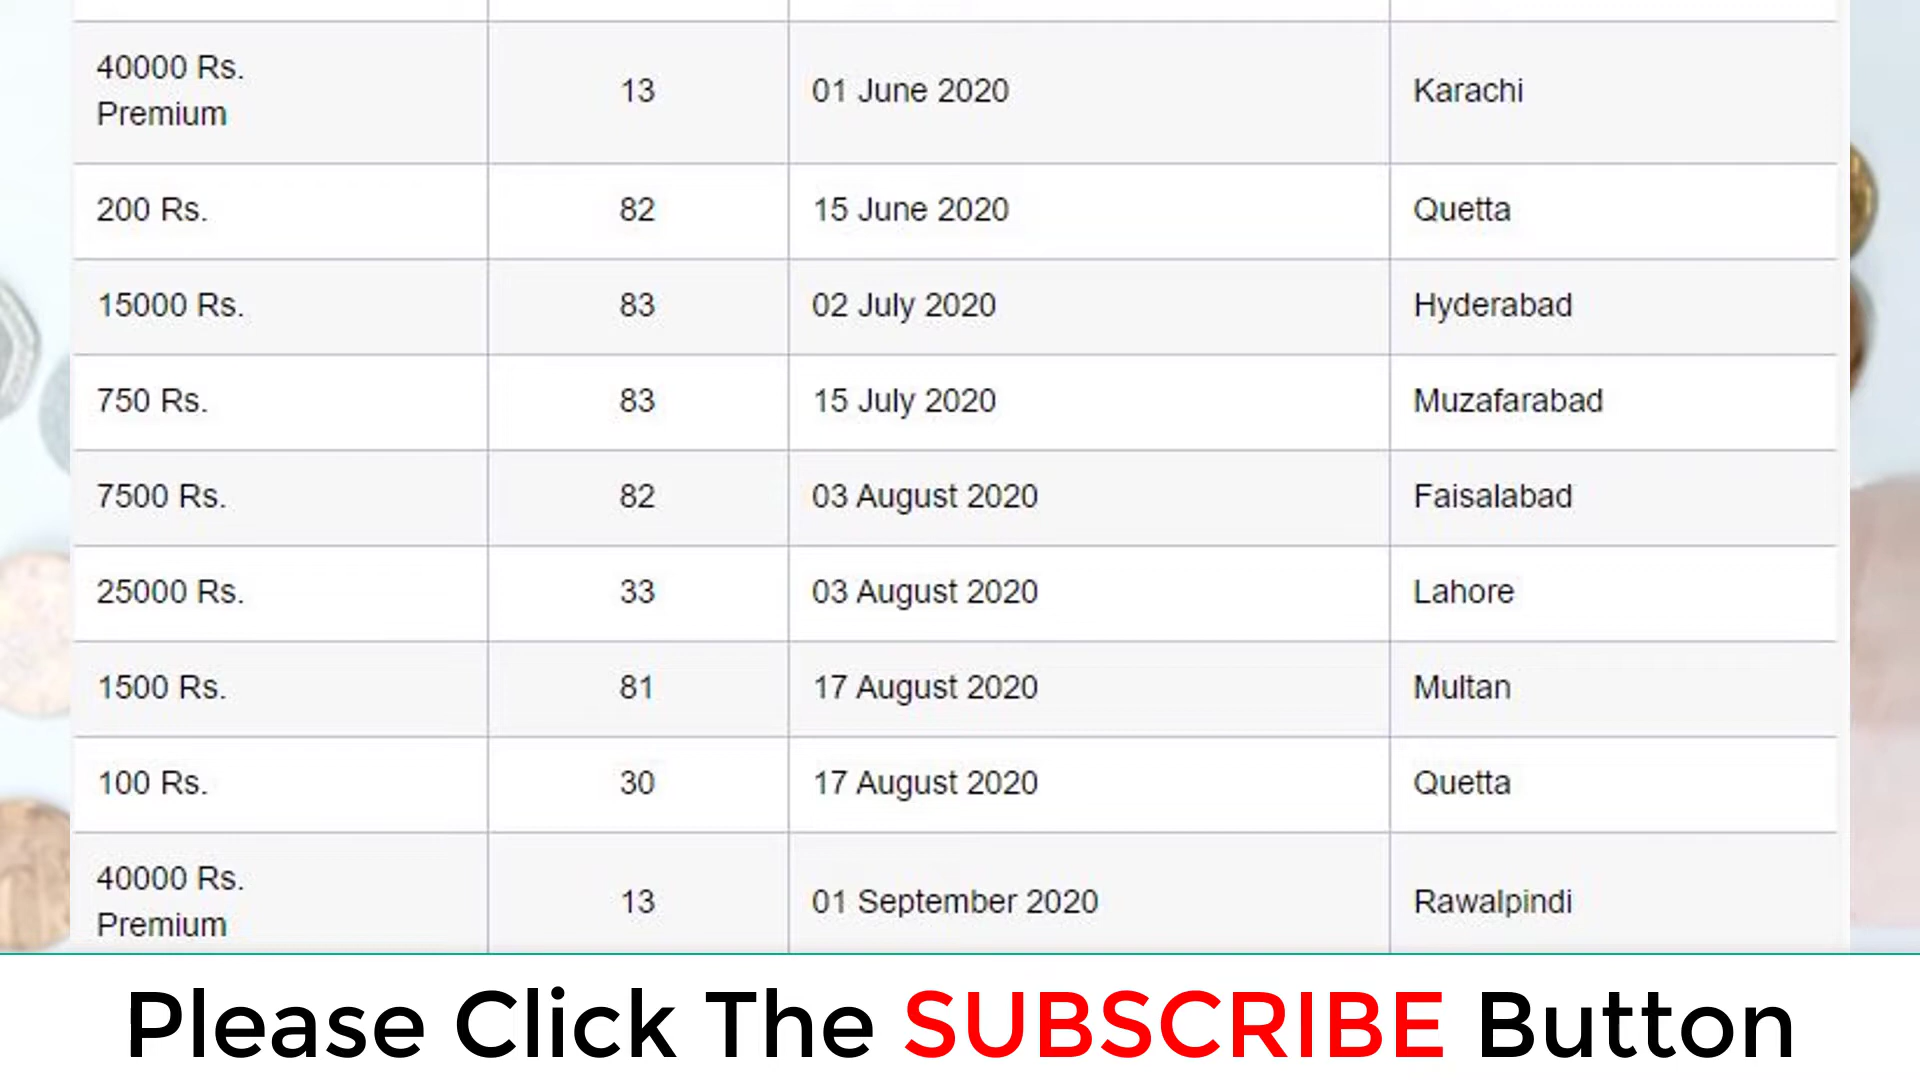 40000 Rs.
Premium 13 01 June 2020 Karachi
200 Rs. 82 15 June 2020 Quetta
15000 Rs. 83 02 July 2020 Hyderabad
750 Rs. 83 15 July 2020 Muzafarabad
7500 Rs. 82 03 August 2020 Faisalabad
25000 Rs. 33 03 August 2020 Lahore
1500 Rs. 81 17 August 2020 Multan
100 Rs. 30 17 August 2020 Quetta
40000 Rs.
Premium 13 01 September 2020 Rawalpindi
Please Click The SUBSCRIBE Button